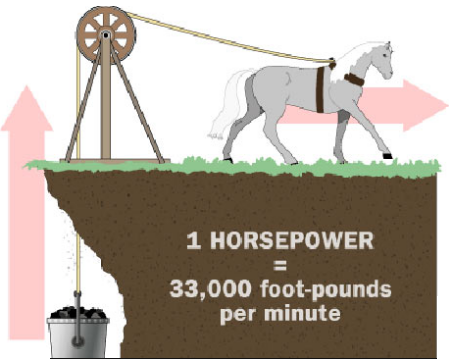 1 HORSEPOWER
=
33,000 foot-pounds
per minute